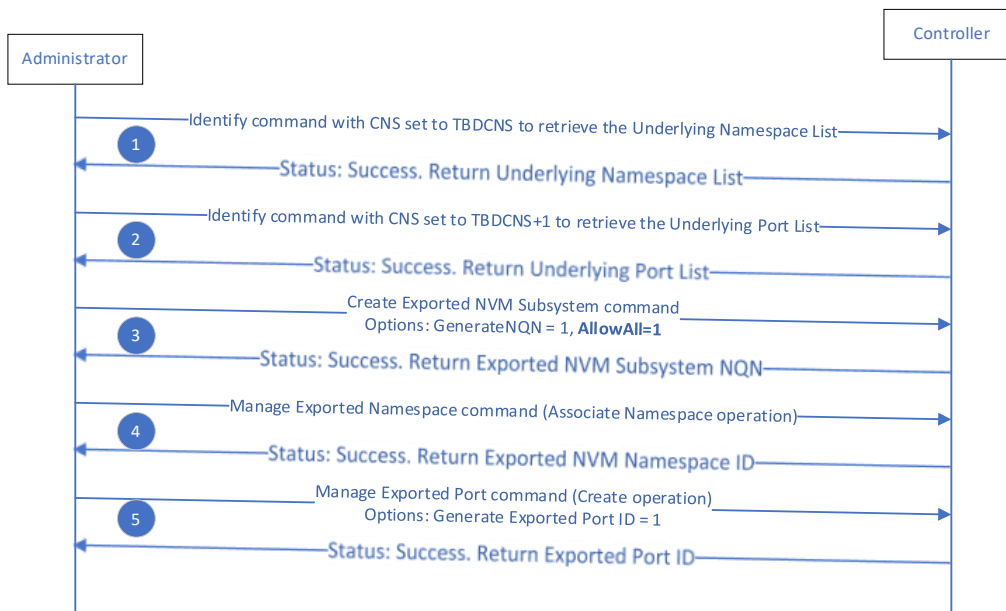 Controller
Administrator
Identify command with CNS set to TBDCNS to retrieve the Underlying Namespace List
1
Status: Success. Return Underlying Namespace List
Identify command with CNS set to TBDCNS+1 to retrieve the Underlying Port List
2
Status: Success. Return Underlying Port List
Create Exported NVM Subsystem command
Options: GenerateNQN = 1, AllowAll=1
3
Status: Success. Return Exported NVM Subsystem NQN
Manage Exported Namespace command (Associate Namespace operation)
4
Status: Success. Return Exported NVM Namespace ID
Manage Exported Port command (Create operation)
Options: Generate Exported Port ID = 1
5
Status: Success. Return Exported Port ID